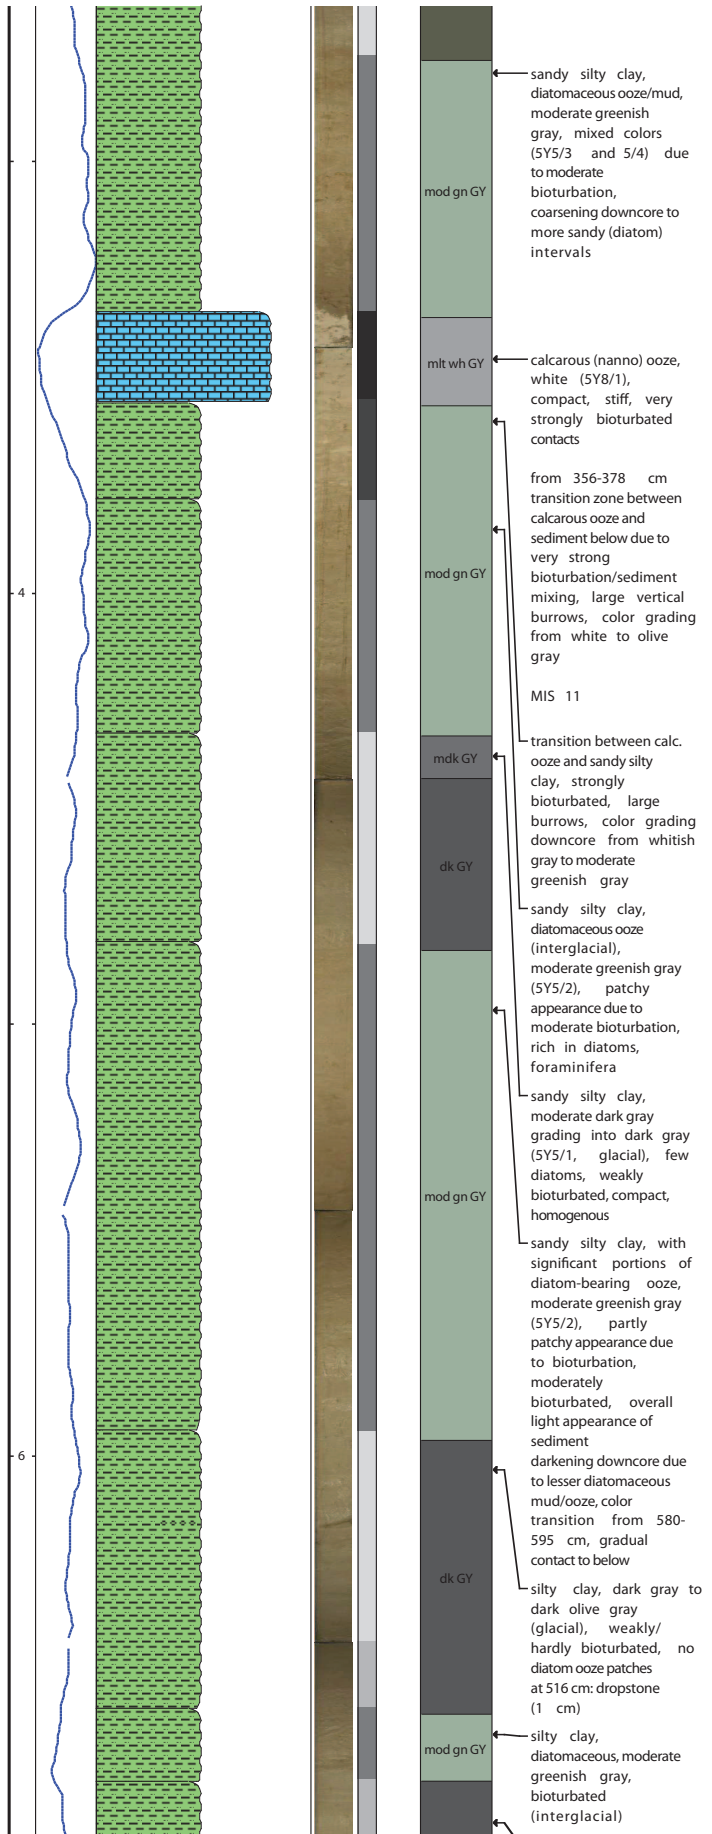 sandy silty clay,
diatomaceous ooze/mud,
moderate greenish
gray, mixed colors
(5Y5/3 and 5/4) due
to moderate
bioturbation,
coarsening downcore to
more sandy (diatom)
intervals
mod gn GY
mlt wh GY
calcarous (nanno) ooze,
white (5Y8/1),
compact, stiff, very
strongly bioturbated
contacts
from 356-378 cm
transition zone between
calcarous ooze and
sediment below due to
very strong
bioturbation/sediment
mixing, large vertical
burrows, color grading
from white to olive
gray
MIS 11
mod gn GY
4
transition between calc.
ooze and sandy silty
clay, strongly
bioturbated, large
burrows, color grading
downcore from whitish
gray to moderate
greenish gray
mdk GY
dk GY
sandy silty clay,
diatomaceous ooze
(interglacial),
moderate greenish gray
(5Y5/2), patchy
appearance due to
moderate bioturbation,
rich in diatoms,
foraminifera
sandy silty clay,
moderate dark gray
grading into dark gray
(5Y5/1, glacial), few
diatoms, weakly
bioturbated, compact,
homogenous
mod gn GY
sandy silty clay, with
significant portions of
diatom-bearing ooze,
moderate greenish gray
(5Y5/2), partly
patchy appearance due
to bioturbation,
moderately
bioturbated, overall
light appearance of
sediment
darkening downcore due
to lesser diatomaceous
mud/ooze, color
transition from 580-
595 cm, gradual
contact to below
6
dk GY
silty clay, dark gray to
dark olive gray
(glacial), weakly/
hardly bioturbated, no
diatom ooze patches
at 516 cm: dropstone
(1 cm)
mod gn GY
silty clay,
diatomaceous, moderate
greenish gray,
bioturbated
(interglacial)